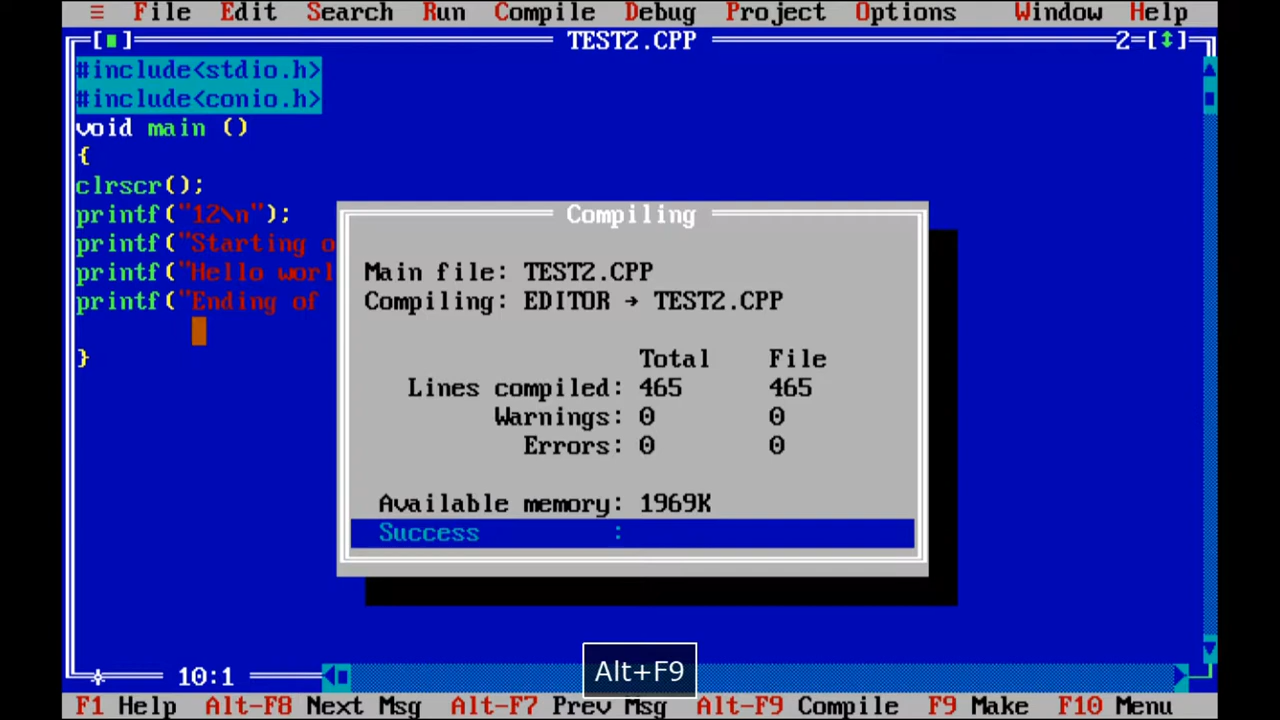 ≡ File Edit Search Run Compile Debug Project Options Window Help
[■] TEST2.CPP 2=[↕]
#include<stdio.h>
#include<conio.h>
void main ()
{
clrscr();
printf("12\n");
printf("Starting o
printf("Hello worl
printf("Ending of
}
Compiling
Main file: TEST2.CPP
Compiling: EDITOR → TEST2.CPP
Total File
Lines compiled: 465 465
Warnings: 0 0
Errors: 0 0
Available memory: 1969K
Success :
10:1
Alt+F9
F1 Help Alt-F8 Next Msg Alt-F7 Prev Msg Alt-F9 Compile F9 Make F10 Menu